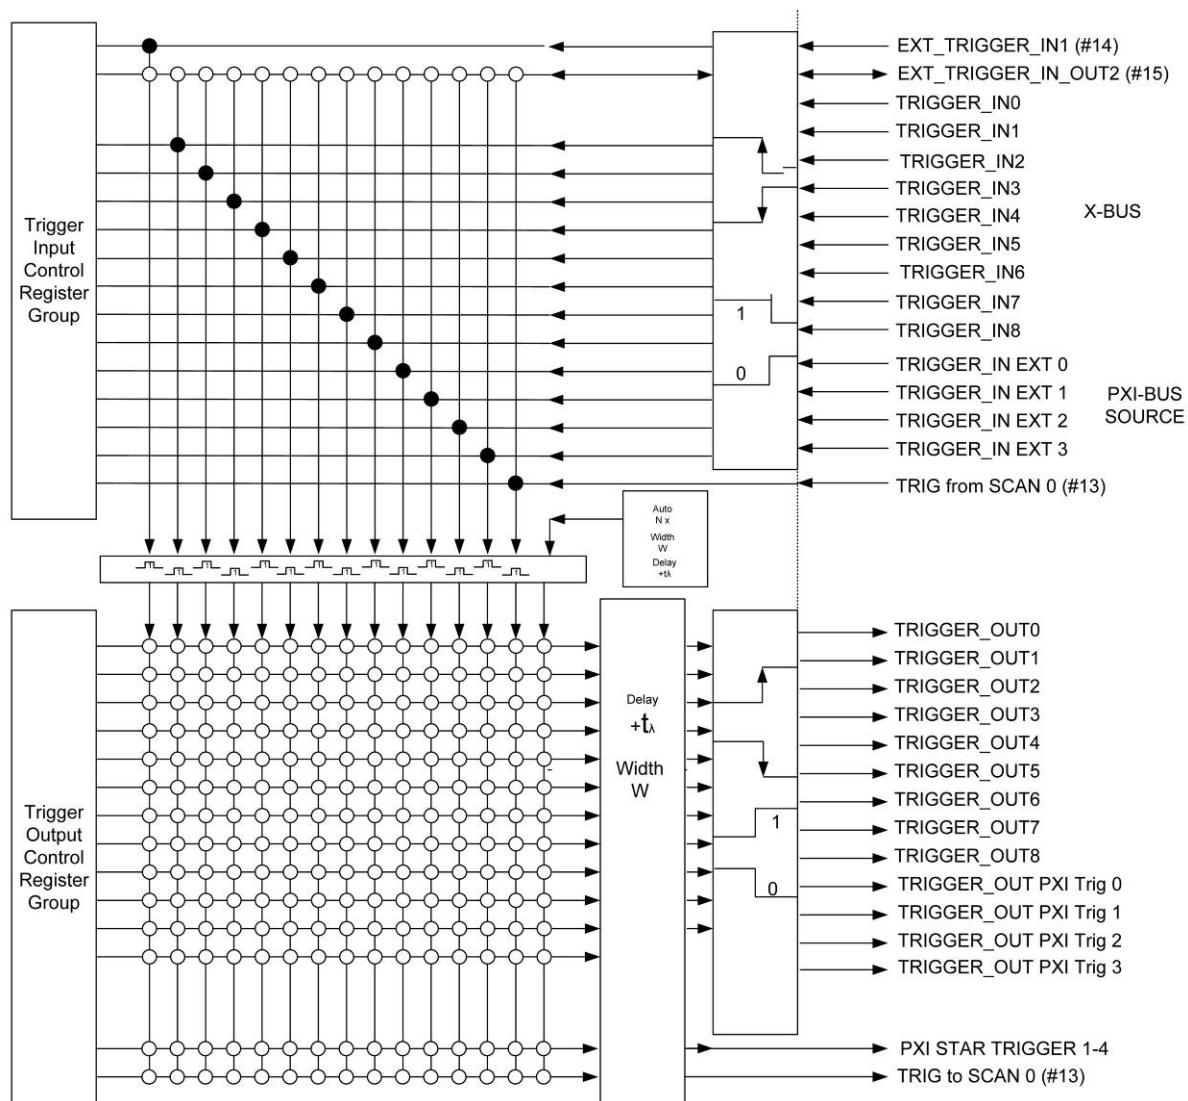 Trigger
Input
Control
Register
Group
EXT_TRIGGER_IN1 (#14)
EXT_TRIGGER_IN_OUT2 (#15)
TRIGGER_IN0
TRIGGER_IN1
TRIGGER_IN2
TRIGGER_IN3
TRIGGER_IN4
TRIGGER_IN5
TRIGGER_IN6
TRIGGER_IN7
TRIGGER_IN8
X-BUS
1
0
TRIGGER_IN EXT 0
TRIGGER_IN EXT 1
TRIGGER_IN EXT 2
TRIGGER_IN EXT 3
PXI-BUS
SOURCE
TRIG from SCAN 0 (#13)
Auto
N x
Width
W
Delay
+tλ
Trigger
Output
Control
Register
Group
Delay
+tλ
Width
W
1
0
TRIGGER_OUT0
TRIGGER_OUT1
TRIGGER_OUT2
TRIGGER_OUT3
TRIGGER_OUT4
TRIGGER_OUT5
TRIGGER_OUT6
TRIGGER_OUT7
TRIGGER_OUT8
TRIGGER_OUT PXI Trig 0
TRIGGER_OUT PXI Trig 1
TRIGGER_OUT PXI Trig 2
TRIGGER_OUT PXI Trig 3
PXI STAR TRIGGER 1-4
TRIG to SCAN 0 (#13)